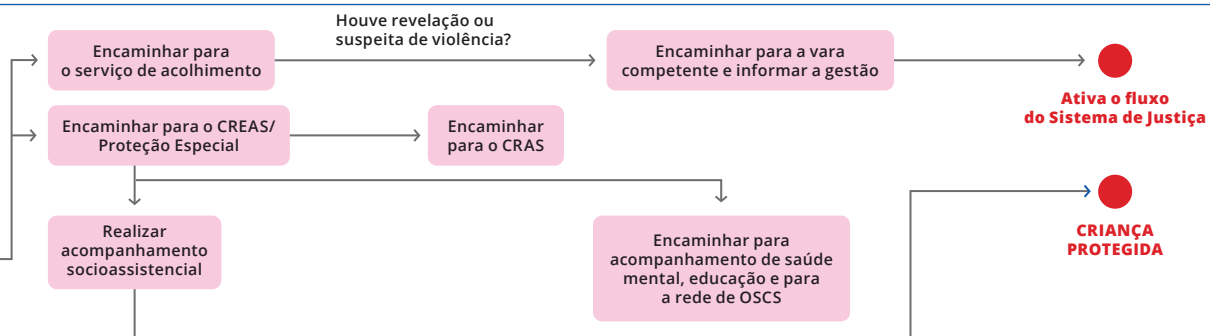 Houve revelação ou
suspeita de violência?
Encaminhar para
o serviço de acolhimento
Encaminhar para a vara
competente e informar a gestão
Ativa o fluxo
do Sistema de Justiça
Encaminhar para o CREAS/
Proteção Especial
Encaminhar
para o CRAS
Realizar
acompanhamento
socioassistencial
Encaminhar para
acompanhamento de saúde
mental, educação e para
a rede de OSCS
CRIANÇA
PROTEGIDA